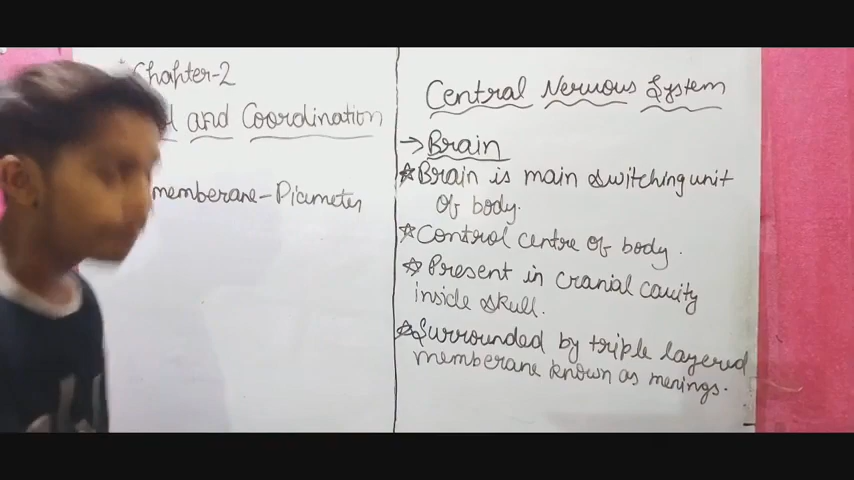 Chapter-2
and Coordination
memberane-Picumeter
Central Nervous System
→Brain
Brain is main switching unit
Of body.
Control centre of body.
Present in cranial cavity
inside skull.
Surrounded by triple layered
memberane known as menings.